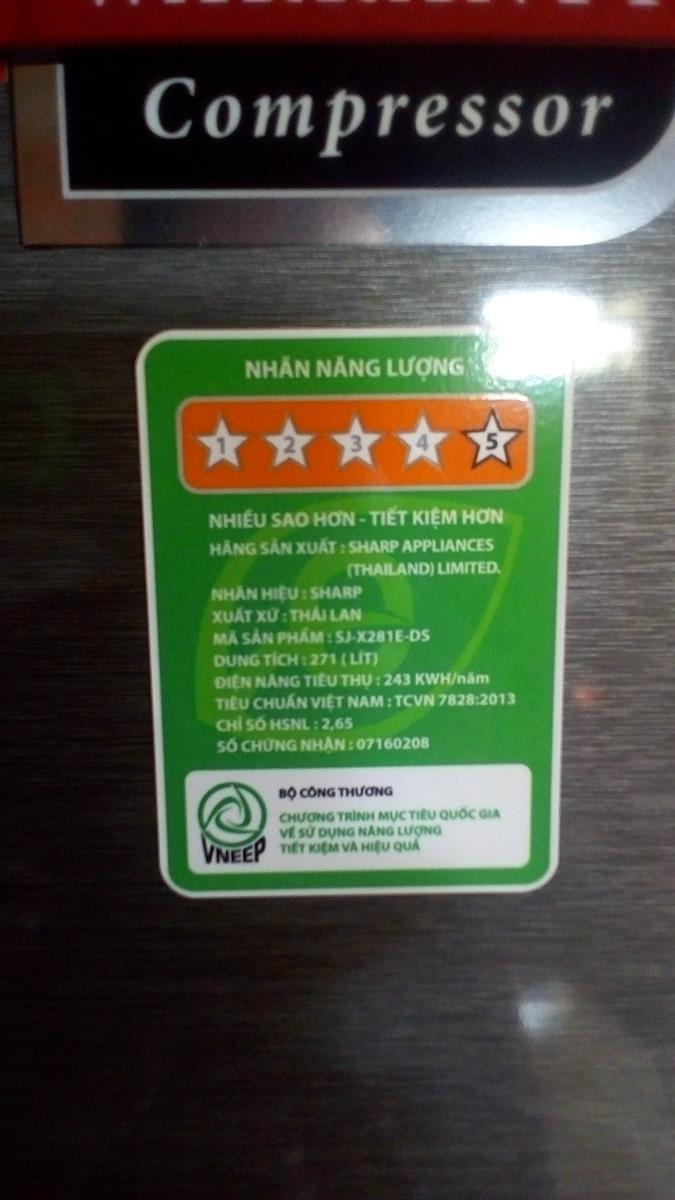 Compressor
NHÃN NĂNG LƯỢNG
1 2 3 4 5
NHIỀU SAO HƠN - TIẾT KIỆM HƠN
HÃNG SẢN XUẤT : SHARP APPLIANCES
(THAILAND) LIMITED.
NHÃN HIỆU : SHARP
XUẤT XỨ : THÁI LAN
MÃ SẢN PHẨM : SJ-X281E-DS
DUNG TÍCH : 271 ( LÍT)
ĐIỆN NĂNG TIÊU THỤ : 243 KWH/năm
TIÊU CHUẨN VIỆT NAM : TCVN 7828:2013
CHỈ SỐ HSNL : 2,65
SỐ CHỨNG NHẬN : 07160208
BỘ CÔNG THƯƠNG
CHƯƠNG TRÌNH MỤC TIÊU QUỐC GIA
VỀ SỬ DỤNG NĂNG LƯỢNG
TIẾT KIỆM VÀ HIỆU QUẢ
VNEEP